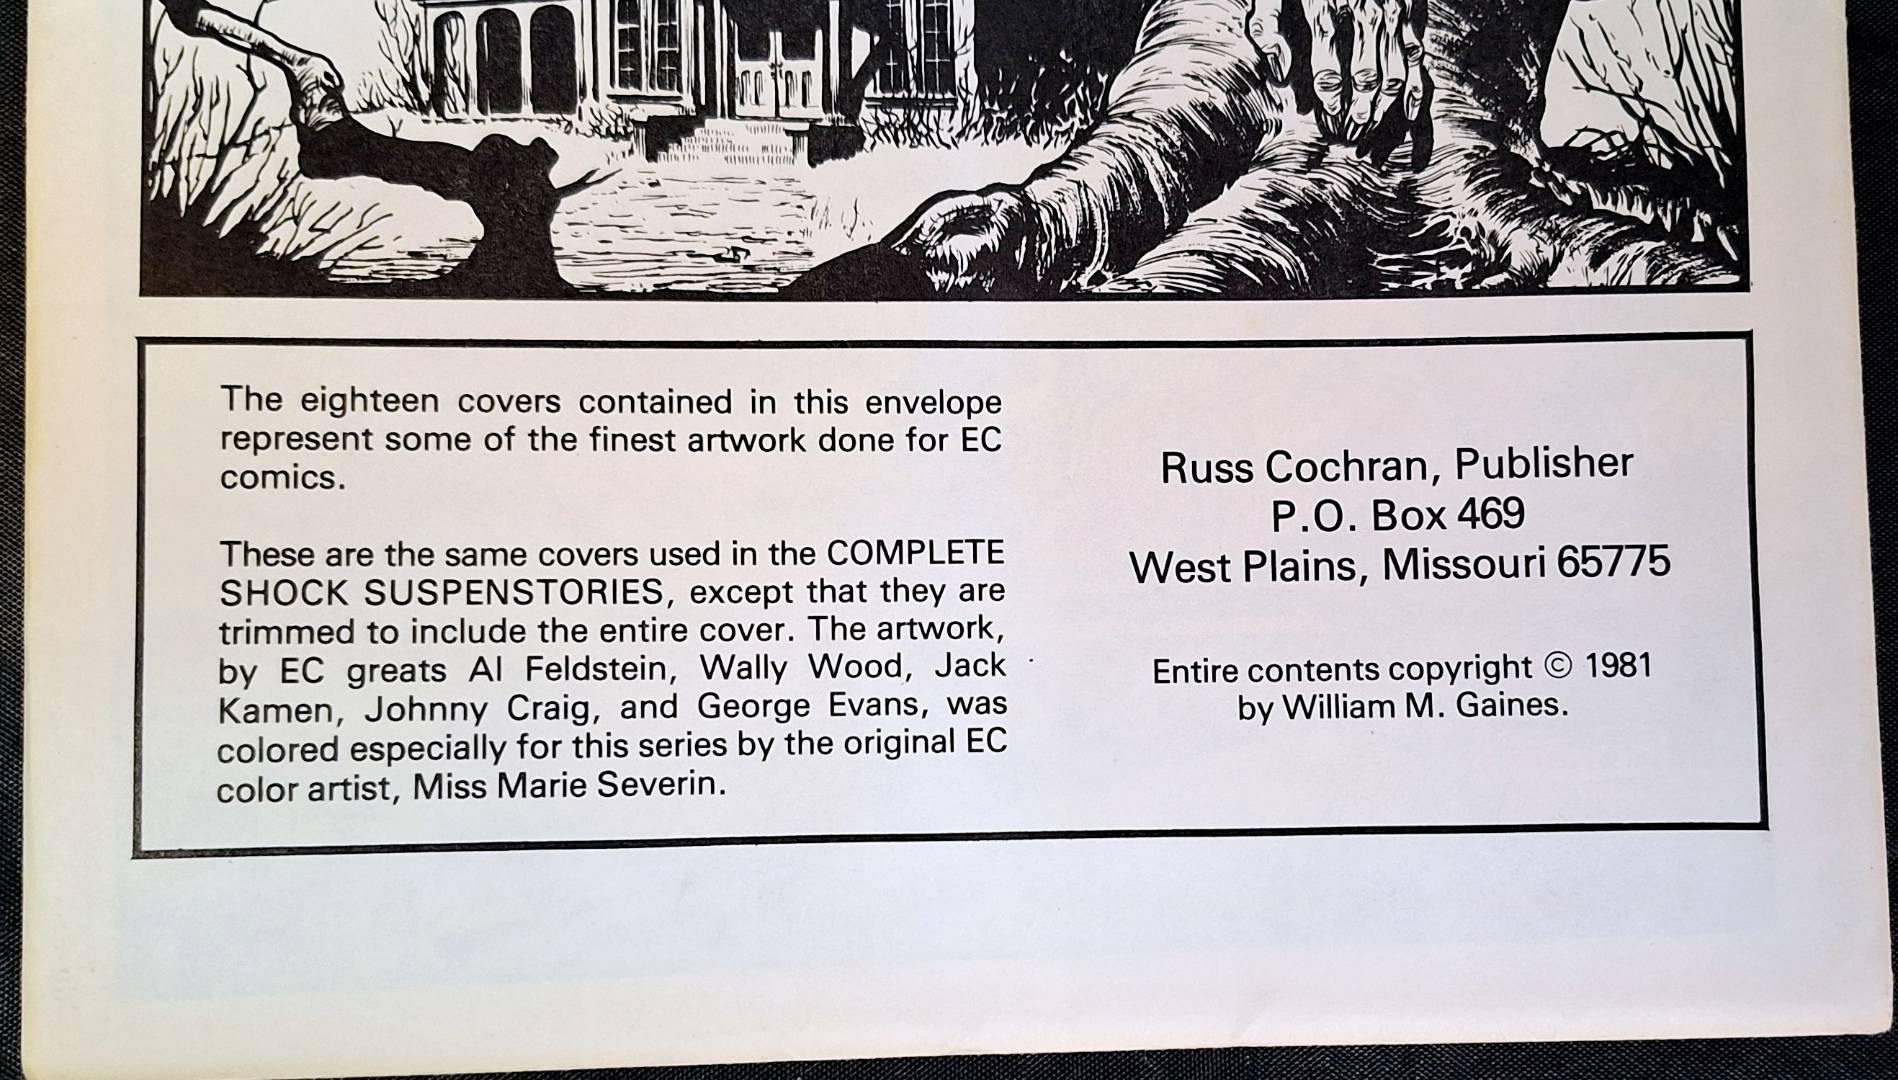 The eighteen covers contained in this envelope
represent some of the finest artwork done for EC
comics.
These are the same covers used in the COMPLETE
SHOCK SUSPENSTORIES, except that they are
trimmed to include the entire cover. The artwork,
by EC greats Al Feldstein, Wally Wood, Jack
Kamen, Johnny Craig, and George Evans, was
colored especially for this series by the original EC
color artist, Miss Marie Severin.
Russ Cochran, Publisher
P.O. Box 469
West Plains, Missouri 65775
Entire contents copyright © 1981
by William M. Gaines.